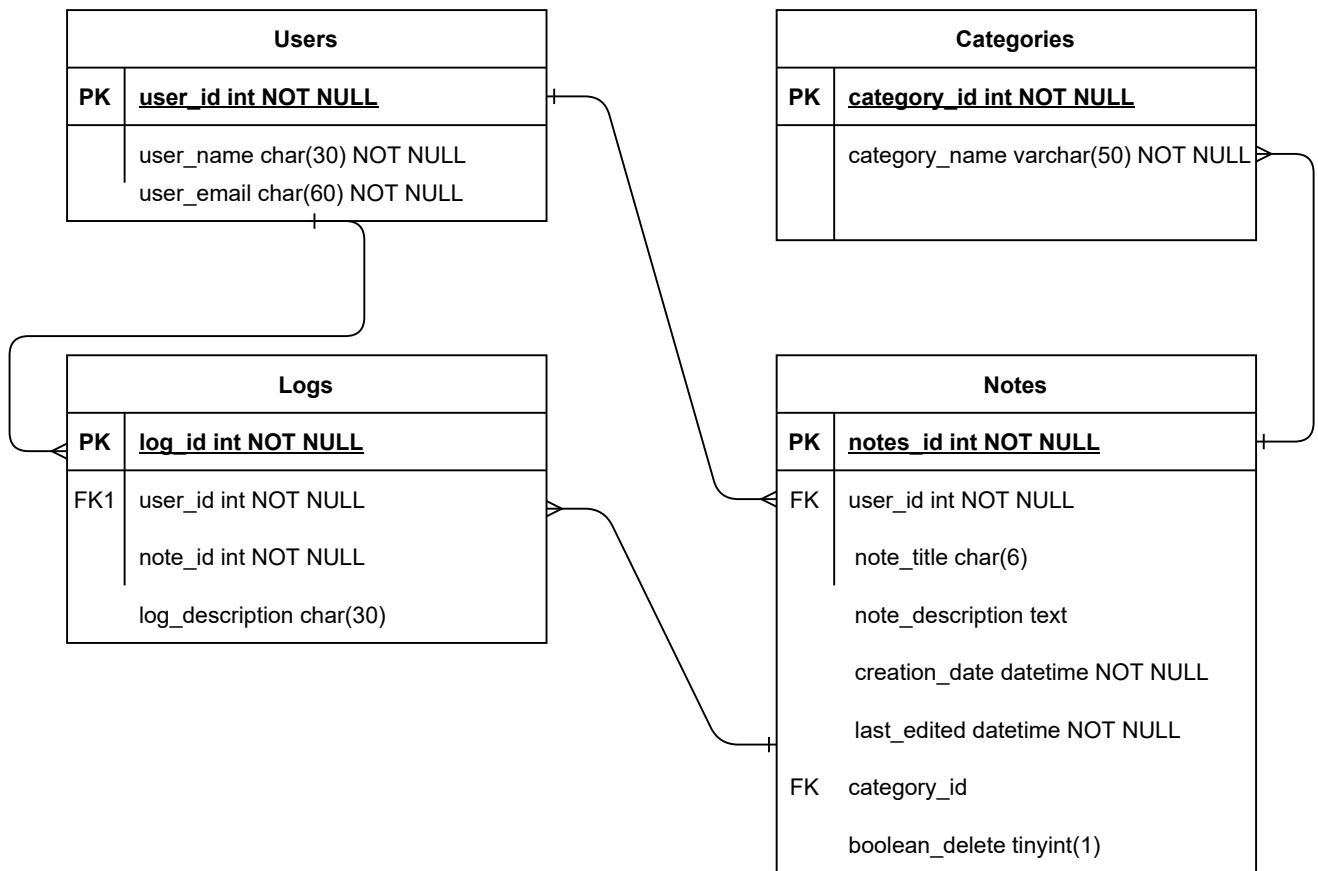 Users
PK user_id int NOT NULL
user_name char(30) NOT NULL
user_email char(60) NOT NULL
Categories
PK category_id int NOT NULL
category_name varchar(50) NOT NULL
Logs
PK log_id int NOT NULL
FK1 user_id int NOT NULL
note_id int NOT NULL
log_description char(30)
Notes
PK notes_id int NOT NULL
FK user_id int NOT NULL
note_title char(6)
note_description text
creation_date datetime NOT NULL
last_edited datetime NOT NULL
FK category_id
boolean_delete tinyint(1)